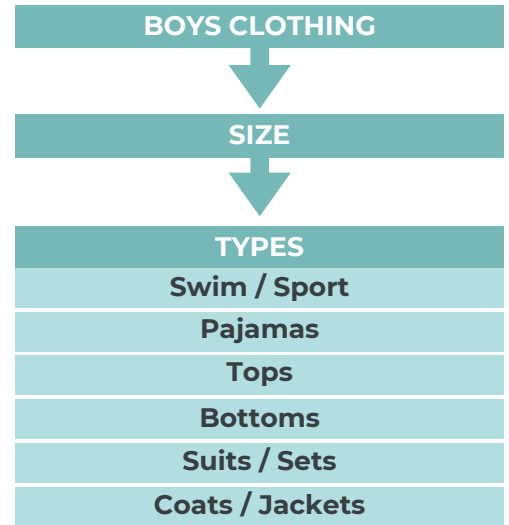 BOYS CLOTHING
SIZE
TYPES
Swim / Sport
Pajamas
Tops
Bottoms
Suits / Sets
Coats / Jackets